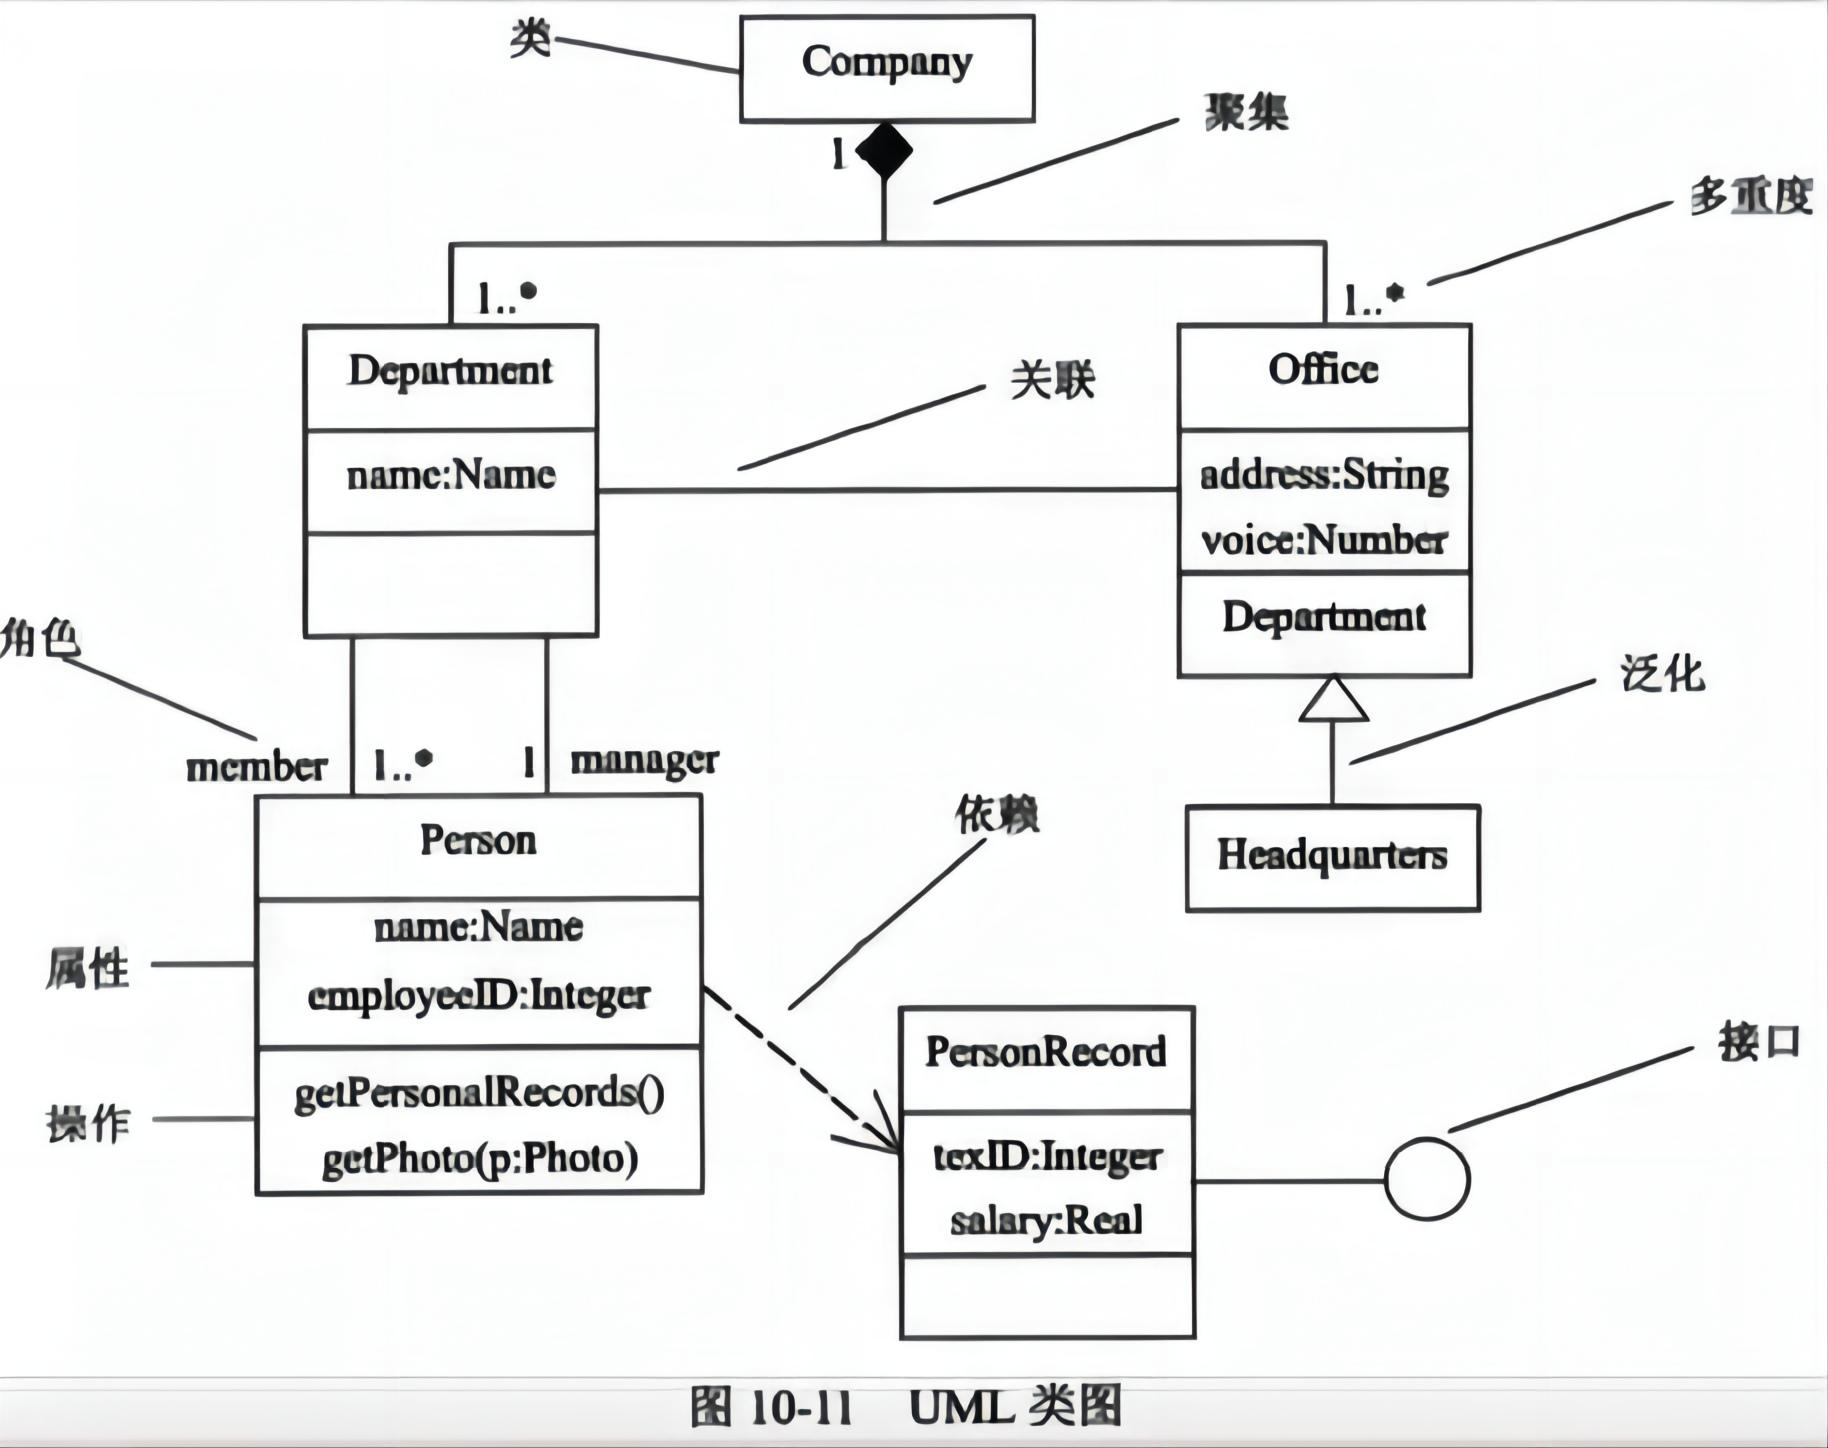 类
Company
聚集
1
多重度
1..*
1..*
Department
Office
关联
name:Name
address:String
voice:Number
Department
角色
泛化
member
1..*
1
manager
依赖
Person
Headquarters
name:Name
属性
employeeID:Integer
PersonRecord
接口
操作
getPersonalRecords()
getPhoto(p:Photo)
texID:Integer
salary:Real
图 10-11 UML 类图